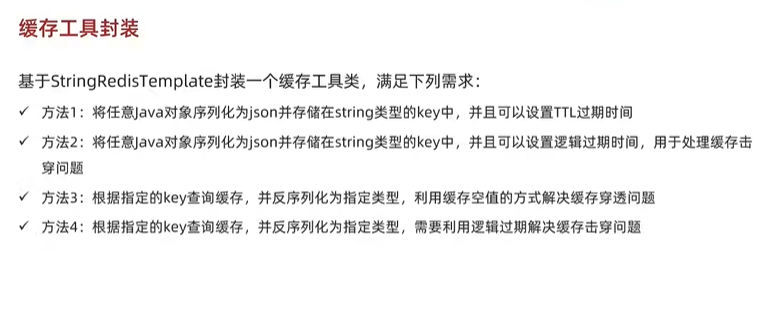 缓存工具封装
基于StringRedisTemplate封装一个缓存工具类，满足下列需求：
✓ 方法1：将任意Java对象序列化为json并存储在string类型的key中，并且可以设置TTL过期时间
✓ 方法2：将任意Java对象序列化为json并存储在string类型的key中，并且可以设置逻辑过期时间，用于处理缓存击
穿问题
✓ 方法3：根据指定的key查询缓存，并反序列化为指定类型，利用缓存空值的方式解决缓存穿透问题
✓ 方法4：根据指定的key查询缓存，并反序列化为指定类型，需要利用逻辑过期解决缓存击穿问题